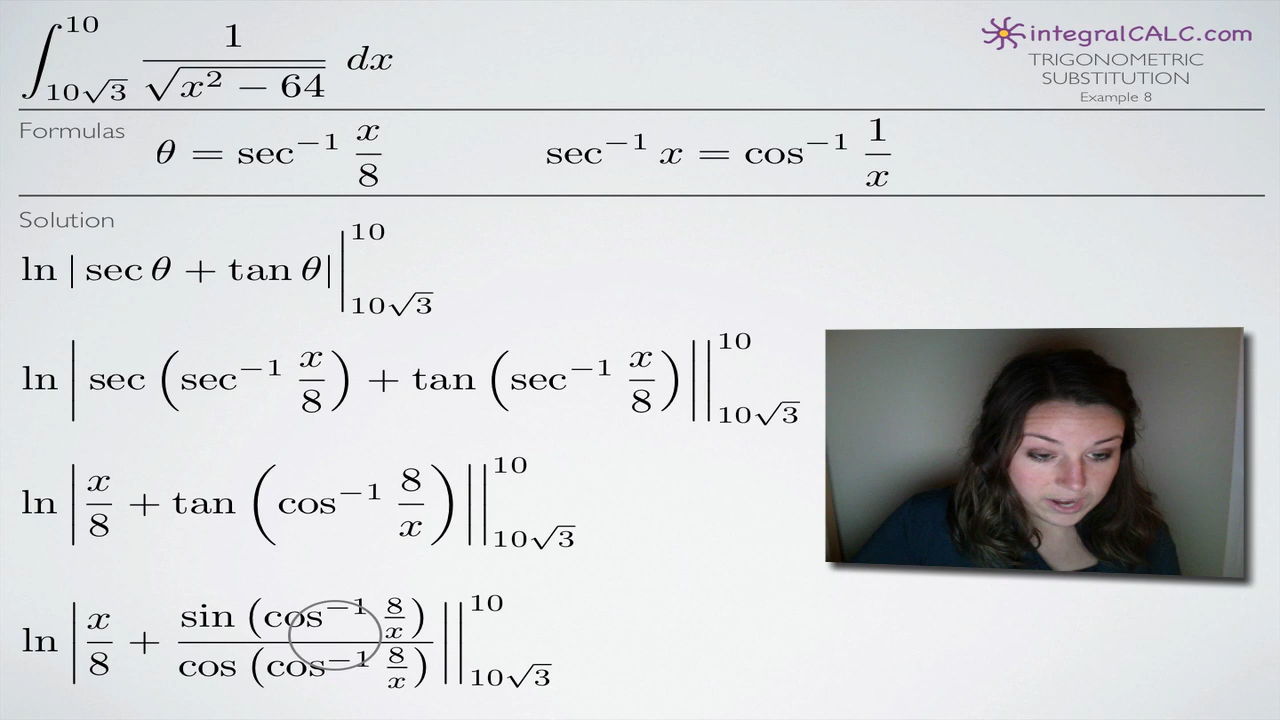 ∫_{10√3}^{10} 1/√(x² − 64) dx
integralCALC.com
TRIGONOMETRIC
SUBSTITUTION
Example 8
Formulas
θ = sec⁻¹ x/8
sec⁻¹ x = cos⁻¹ 1/x
Solution
ln |sec θ + tan θ| |_{10√3}^{10}
ln |sec (sec⁻¹ x/8) + tan (sec⁻¹ x/8)| |_{10√3}^{10}
ln |x/8 + tan (cos⁻¹ 8/x)| |_{10√3}^{10}
ln |x/8 + sin (cos⁻¹ 8/x)/cos (cos⁻¹ 8/x)| |_{10√3}^{10}